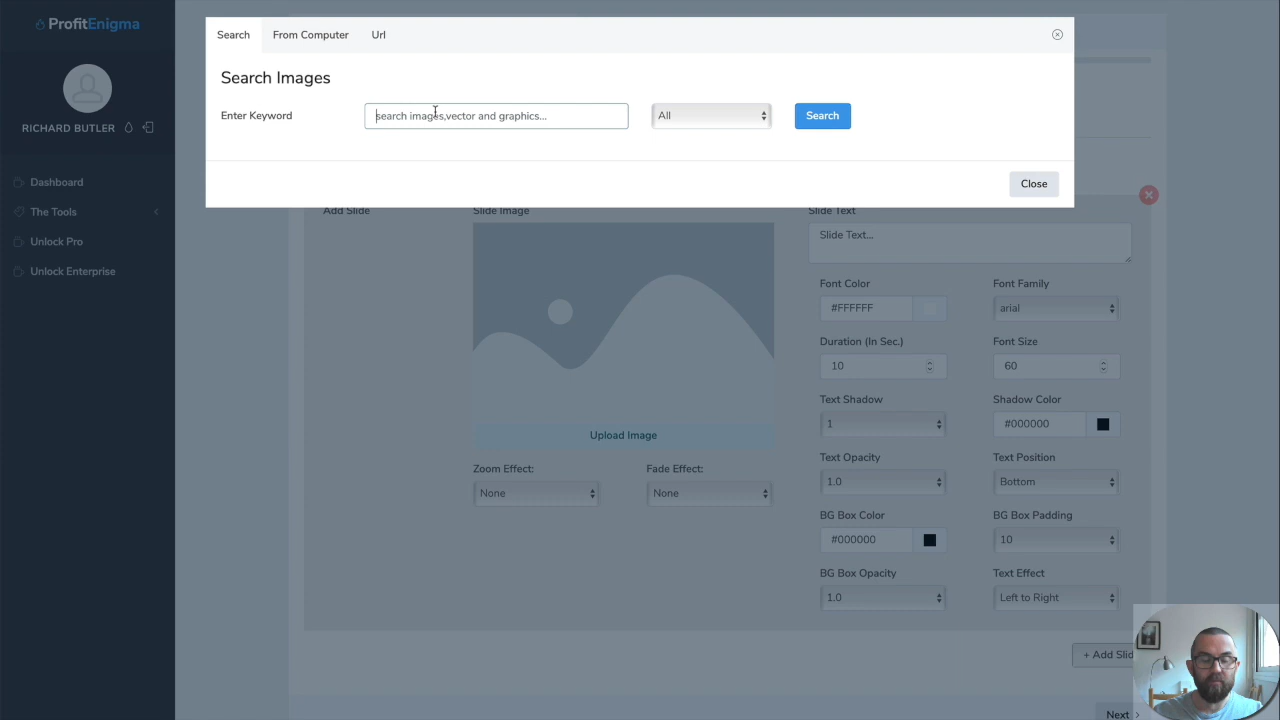 ProfitEnigma
RICHARD BUTLER
Dashboard
The Tools
Unlock Pro
Unlock Enterprise
Search From Computer Url
Search Images
Enter Keyword search images,vector and graphics... All Search
Close
Add Slide Slide Image Slide Text
Slide Text...
Font Color Font Family
#FFFFFF arial
Duration (In Sec.) Font Size
10 60
Text Shadow Shadow Color
1 #000000
Upload Image
Text Opacity Text Position
Zoom Effect: Fade Effect:
1.0 Bottom
None None
BG Box Color BG Box Padding
#000000 10
BG Box Opacity Text Effect
1.0 Left to Right
+ Add Slid
Next